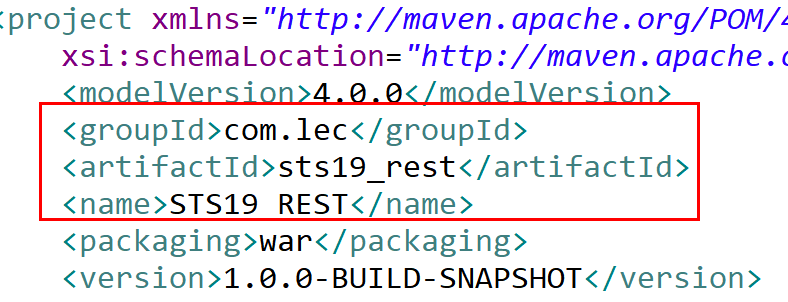 <project xmlns="http://maven.apache.org/POM/4
xsi:schemaLocation="http://maven.apache.o
<modelVersion>4.0.0</modelVersion>
<groupId>com.lec</groupId>
<artifactId>sts19_rest</artifactId>
<name>STS19 REST</name>
<packaging>war</packaging>
<version>1.0.0-BUILD-SNAPSHOT</version>